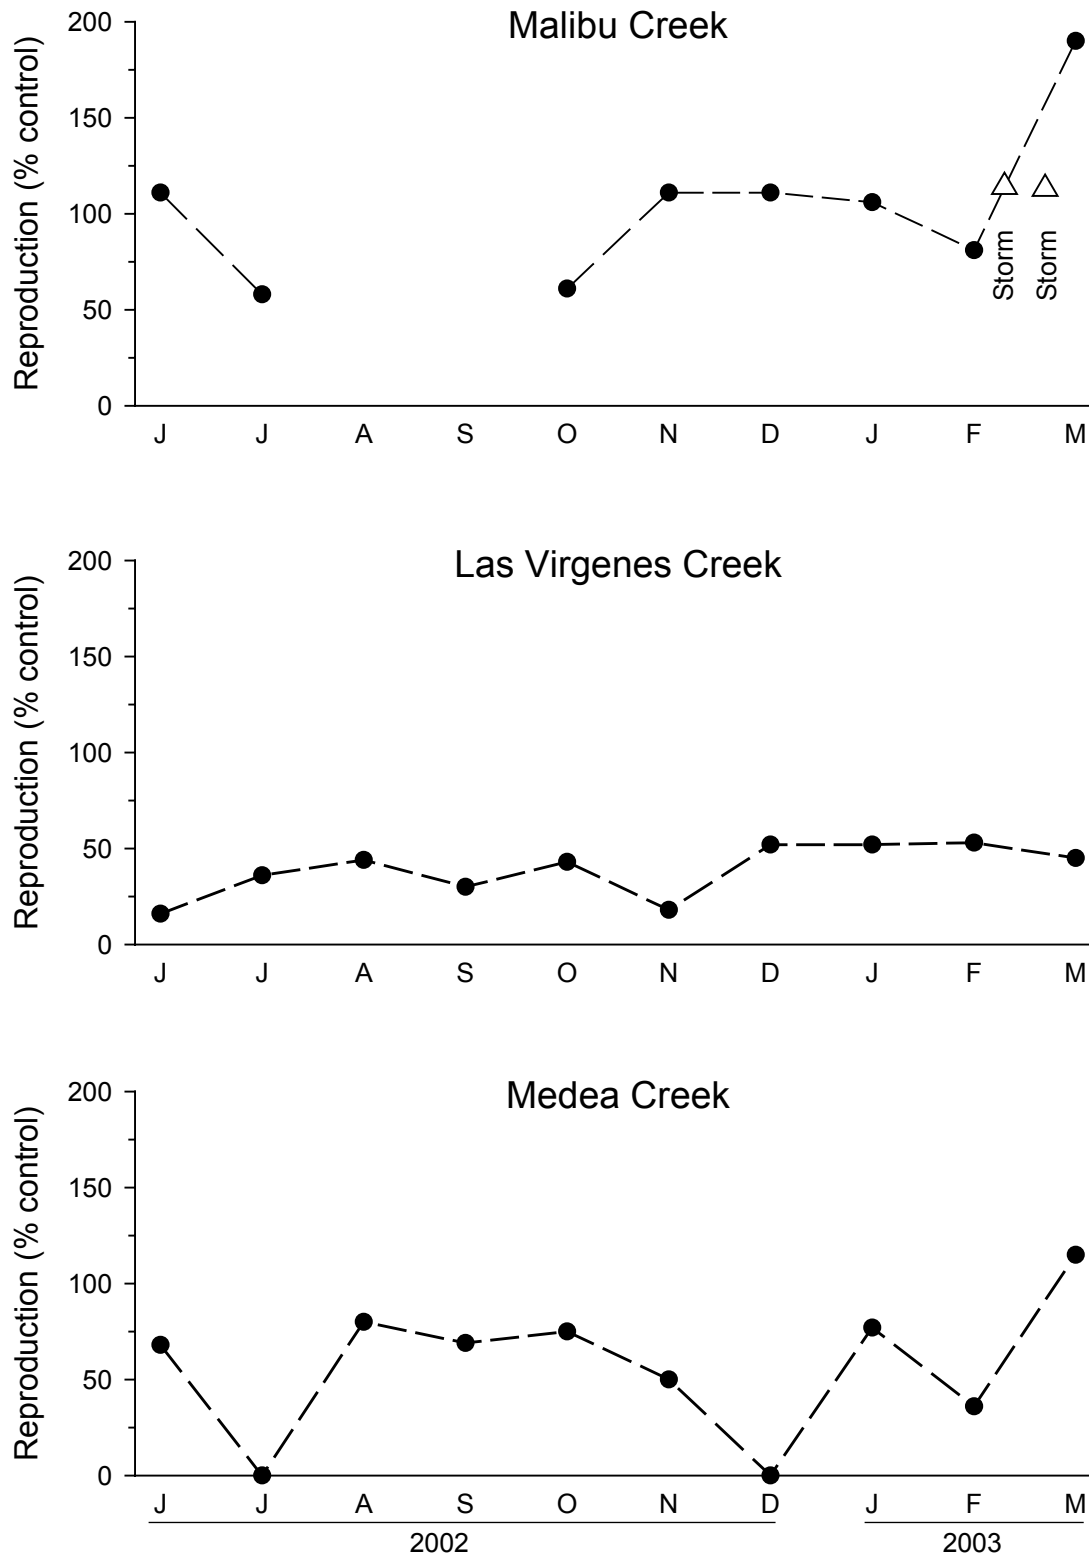 Malibu Creek
Reproduction (% control)
200
150
100
50
0
Storm
Storm
J J A S O N D J F M
Las Virgenes Creek
Reproduction (% control)
200
150
100
50
0
J J A S O N D J F M
Medea Creek
Reproduction (% control)
200
150
100
50
0
J J A S O N D J F M
2002 2003